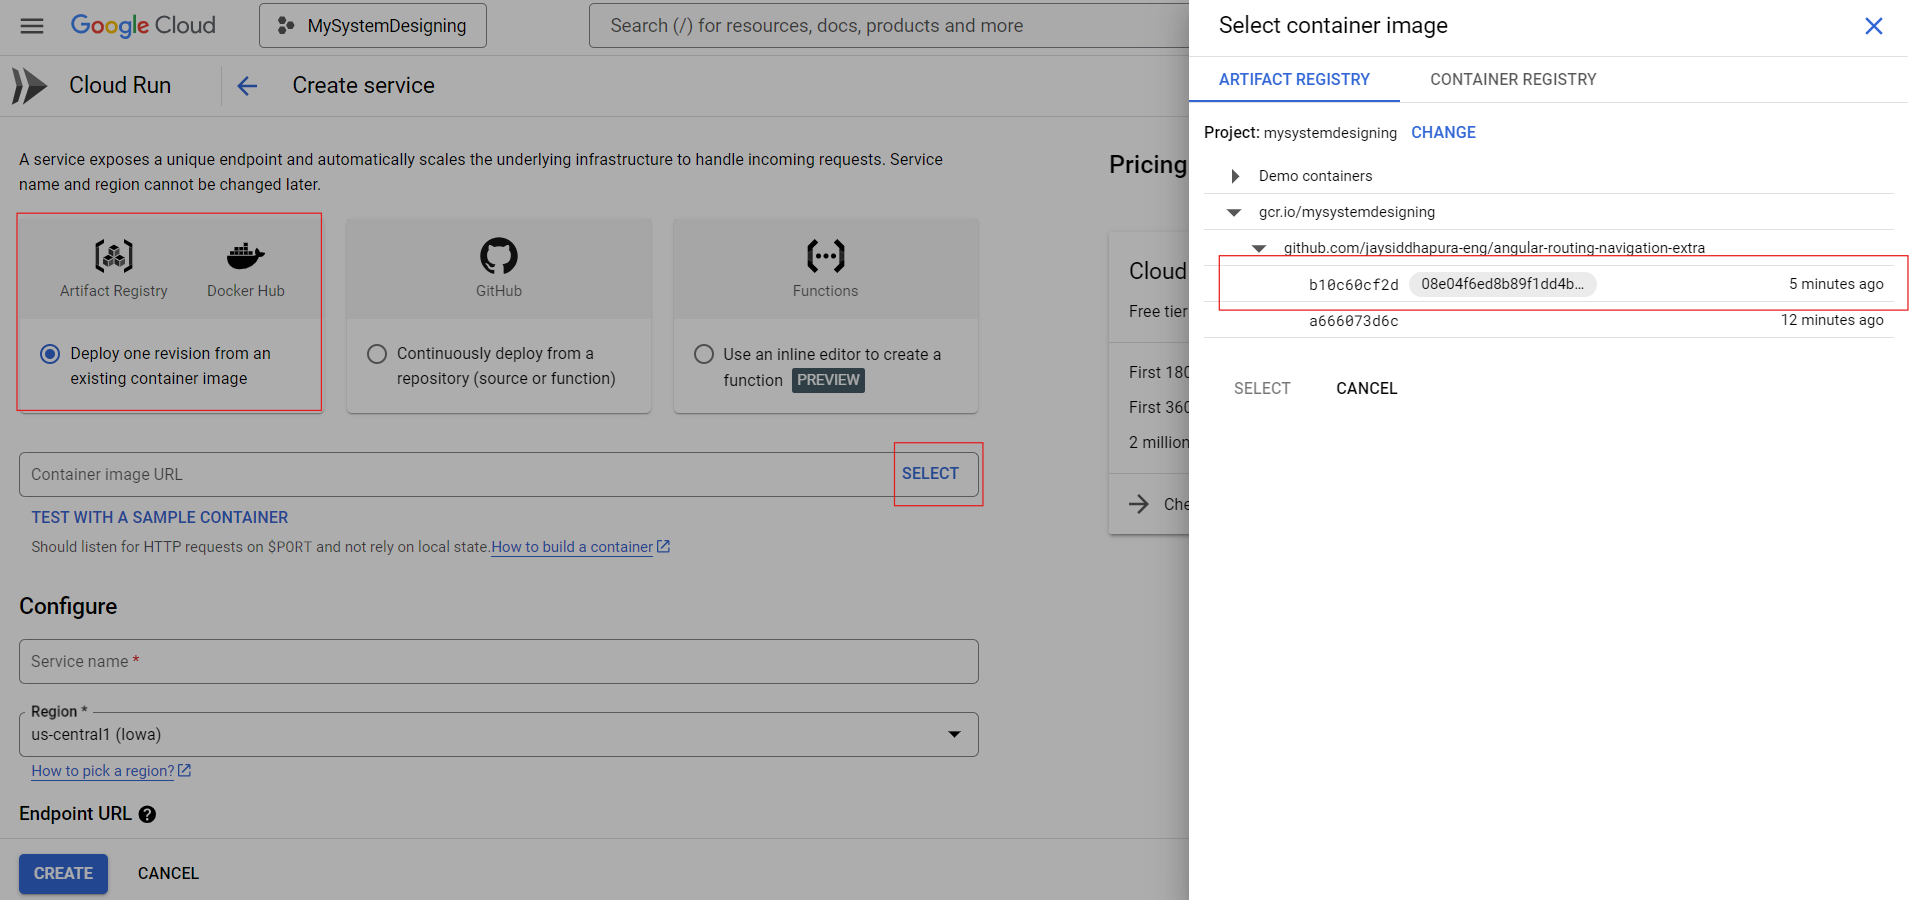 Google Cloud
MySystemDesigning
Search (/) for resources, docs, products and more
Cloud Run
Create service
A service exposes a unique endpoint and automatically scales the underlying infrastructure to handle incoming requests. Service
name and region cannot be changed later.
Artifact Registry
Docker Hub
Deploy one revision from an
existing container image
GitHub
Continuously deploy from a
repository (source or function)
Functions
Use an inline editor to create a
function PREVIEW
Container image URL
SELECT
TEST WITH A SAMPLE CONTAINER
Should listen for HTTP requests on $PORT and not rely on local state. How to build a container
Configure
Service name *
Region *
us-central1 (Iowa)
How to pick a region?
Endpoint URL
CREATE
CANCEL
Pricing
Cloud
Free tier
First 180
First 360
2 million
Select container image
ARTIFACT REGISTRY
CONTAINER REGISTRY
Project: mysystemdesigning CHANGE
Demo containers
gcr.io/mysystemdesigning
github.com/jaysiddhapura-eng/angular-routing-navigation-extra
b10c60cf2d 08e04f6ed8b89f1dd4b... 5 minutes ago
a666073d6c 12 minutes ago
SELECT
CANCEL